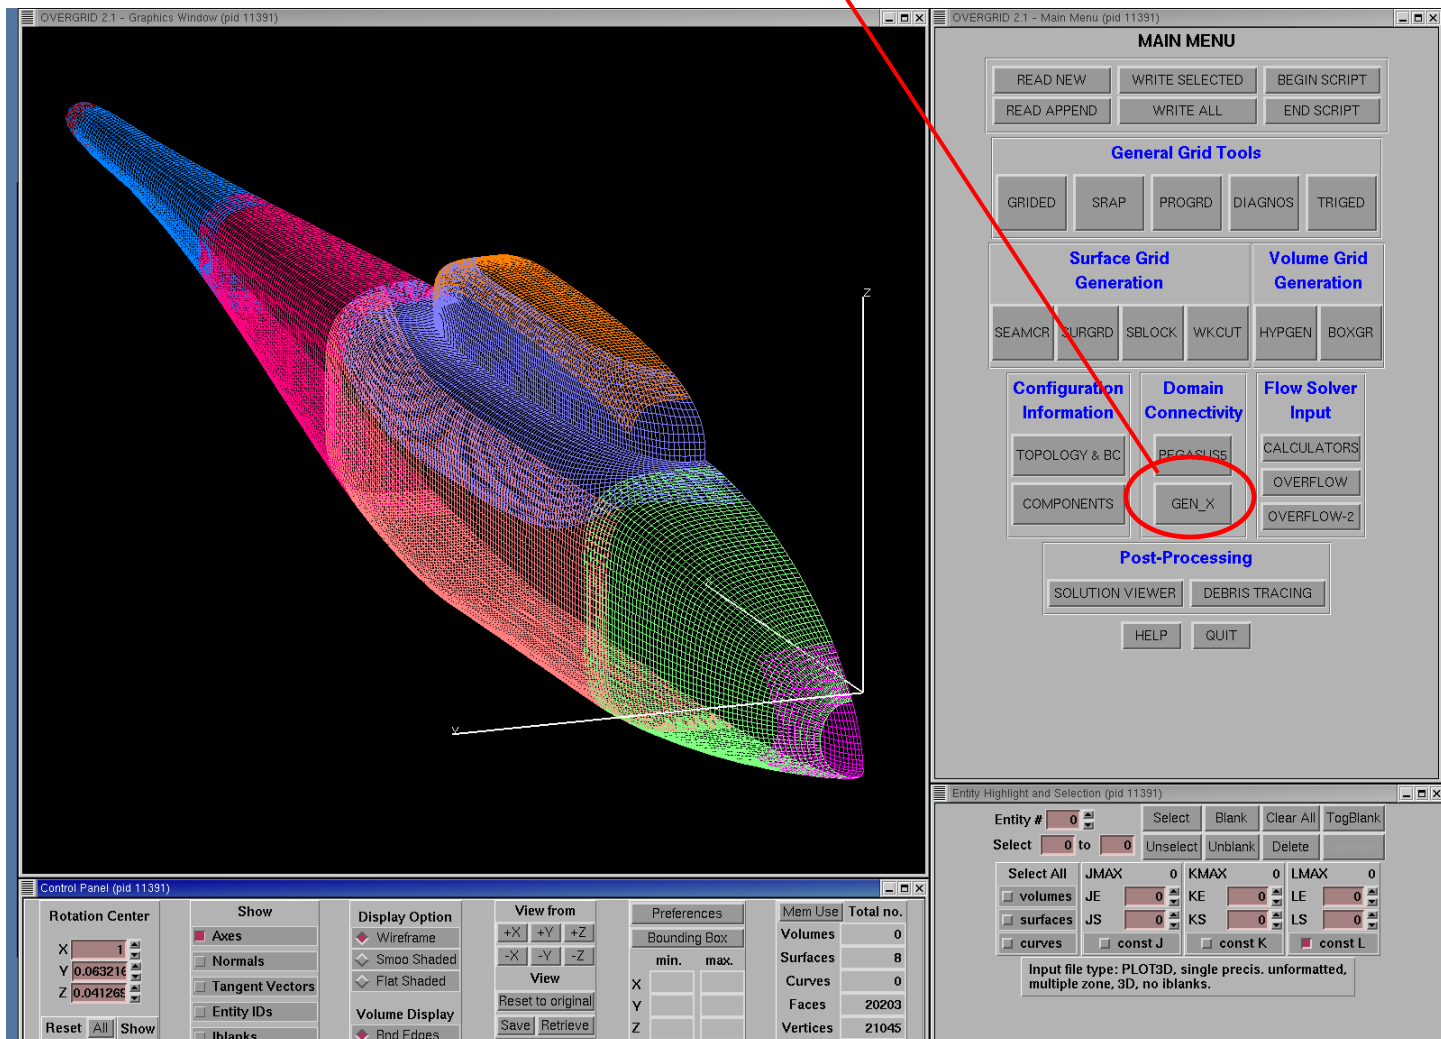 OVERGRID 2.1 - Graphics Window (pid 11391)
Z
Y
OVERGRID 2.1 - Main Menu (pid 11391)
MAIN MENU
READ NEW WRITE SELECTED BEGIN SCRIPT
READ APPEND WRITE ALL END SCRIPT
General Grid Tools
GRIDED SRAP PROGRD DIAGNOS TRIGED
Surface Grid Generation
Volume Grid Generation
SEAMCR SURGRD SBLOCK WKCUT HYPGEN BOXGR
Configuration Information
Domain Connectivity
Flow Solver Input
TOPOLOGY & BC PEGASUS5 CALCULATORS
COMPONENTS GEN_X OVERFLOW
OVERFLOW-2
Post-Processing
SOLUTION VIEWER DEBRIS TRACING
HELP QUIT
Entity Highlight and Selection (pid 11391)
Entity # 0 Select Blank Clear All TogBlank
Select 0 to 0 Unselect Unblank Delete
Select All JMAX 0 KMAX 0 LMAX 0
volumes JE 0 KE 0 LE 0
surfaces JS 0 KS 0 LS 0
curves const J const K const L
Input file type: PLOT3D, single precis. unformatted,
multiple zone, 3D, no iblanks.
Control Panel (pid 11391)
Rotation Center
X 1
Y 0.063216
Z 0.041269
Reset All Show
Show
Axes
Normals
Tangent Vectors
Entity IDs
Iblanks
Display Option
Wireframe
Smoo Shaded
Flat Shaded
Volume Display
Bnd Edges
View from
+X +Y +Z
-X -Y -Z
View
Reset to original
Save Retrieve
Preferences
Bounding Box
min. max.
X
Y
Z
Mem Use Total no.
Volumes 0
Surfaces 8
Curves 0
Faces 20203
Vertices 21045